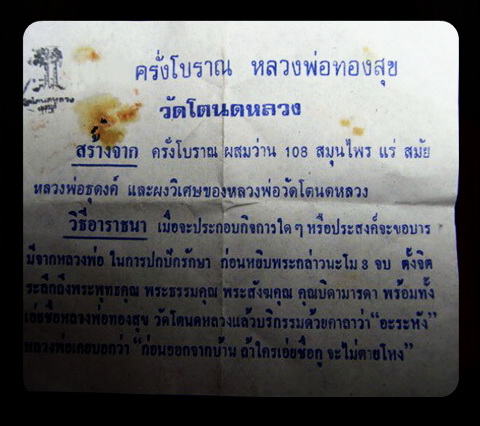 ครั่งโบราณ หลวงพ่อทองสุข
วัดโตนดหลวง
สร้างจาก ครั่งโบราณ ผสมว่าน 108 สมุนไพร แร่ สมัย
หลวงพ่อธุดงค์ และผงวิเศษของหลวงพ่อวัดโตนดหลวง
วิธีอาราธนา เมื่อจะประกอบกิจการใด ๆ หรือประสงค์จะขอบาร
มีจากหลวงพ่อ ในการปกปักรักษา ก่อนหยิบพระกล่าวนะโม 3 จบ ตั้งจิต
ระลึกถึงพระพุทธคุณ พระธรรมคุณ พระสังฆคุณ คุณบิดามารดา พร้อมทั้ง
เอ่ยชื่อหลวงพ่อทองสุข วัดโตนดหลวงแล้วบริกรรมด้วยคาถาว่า “อะระหัง”
หลวงพ่อเคยบอกว่า “ก่อนออกจากบ้าน ถ้าใครเอ่ยชื่อกู จะไม่ตายโหง”